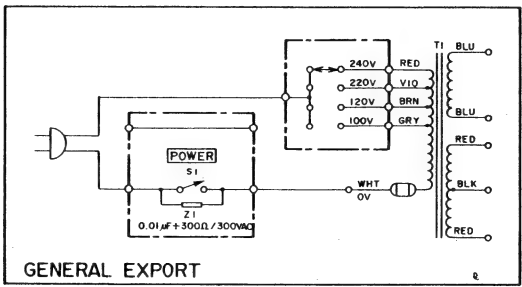 T1 BLU
240V RED
220V VIO
120V BRN BLU
100V GRY
RED
POWER
S1
WHT BLK
0V
Z1
0.01µF+300Ω/300VAC
RED
GENERAL EXPORT